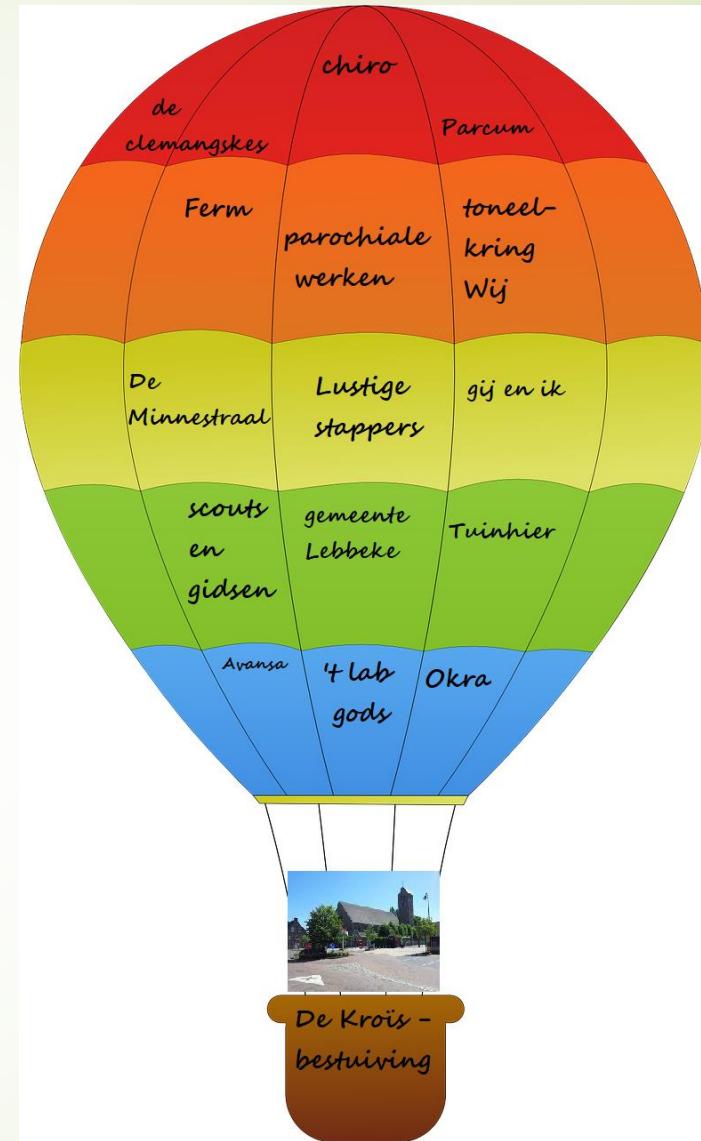 chiro
de
clemangskes
Parcum
Ferm
parochiale
werken
toneel-
kring
Wij
De
Minnestraal
Lustige
stappers
gij en ik
scouts
en
gidsen
gemeente
Lebbeke
Tuinhier
Avansa
't lab
gods
Okra
De Kroïs -
bestuiving